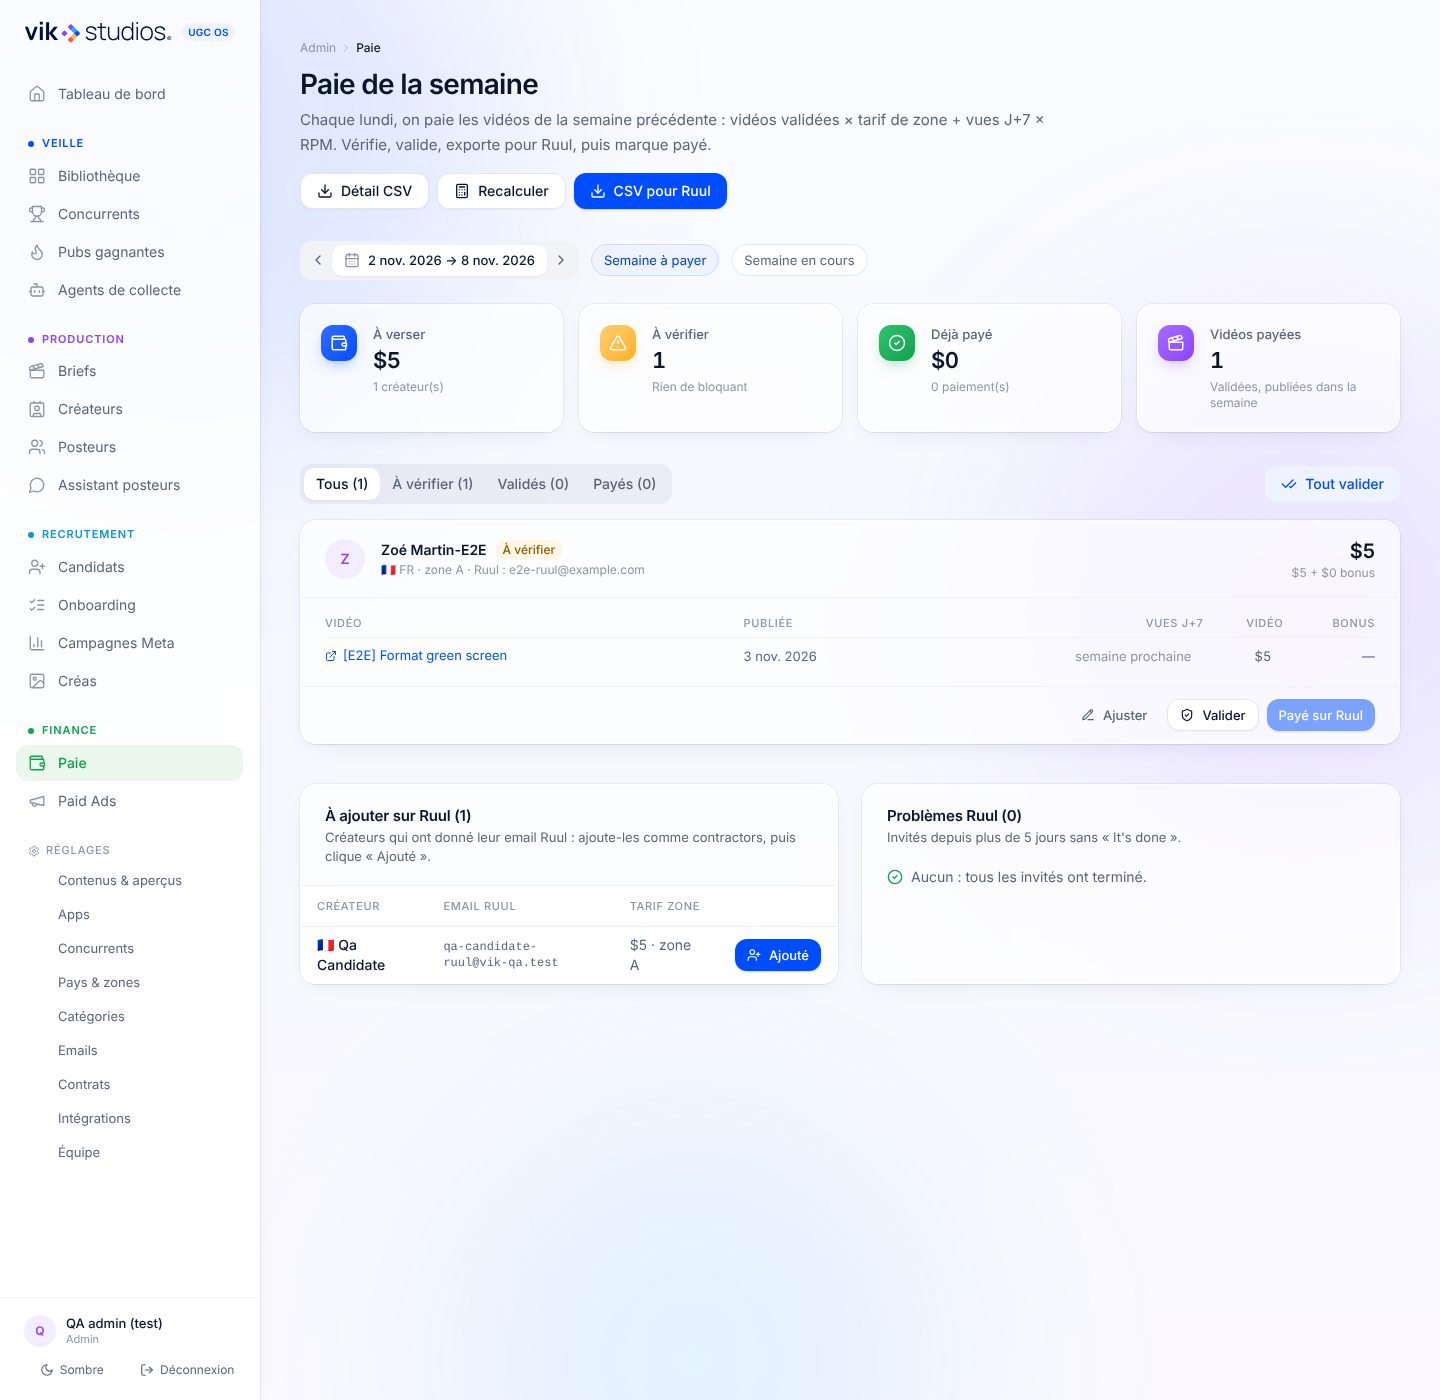 vik studios®
UGC OS
Tableau de bord
VEILLE
Bibliothèque
Concurrents
Pubs gagnantes
Agents de collecte
PRODUCTION
Briefs
Créateurs
Posteurs
Assistant posteurs
RECRUTEMENT
Candidats
Onboarding
Campagnes Meta
Créas
FINANCE
Paie
Paid Ads
RÉGLAGES
Contenus & aperçus
Apps
Concurrents
Pays & zones
Catégories
Emails
Contrats
Intégrations
Équipe
Q
QA admin (test)
Admin
Sombre
Déconnexion
Admin > Paie
Paie de la semaine
Chaque lundi, on paie les vidéos de la semaine précédente : vidéos validées × tarif de zone + vues J+7 ×
RPM. Vérifie, valide, exporte pour Ruul, puis marque payé.
Détail CSV
Recalculer
CSV pour Ruul
2 nov. 2026 → 8 nov. 2026
Semaine à payer
Semaine en cours
À verser
$5
1 créateur(s)
À vérifier
1
Rien de bloquant
Déjà payé
$0
0 paiement(s)
Vidéos payées
1
Validées, publiées dans la
semaine
Tous (1)
À vérifier (1)
Validés (0)
Payés (0)
Tout valider
Z
Zoé Martin-E2E
À vérifier
🇫🇷 FR · zone A · Ruul : e2e-ruul@example.com
$5
$5 + $0 bonus
VIDÉO PUBLIÉE VUES J+7 VIDÉO BONUS
[E2E] Format green screen 3 nov. 2026 semaine prochaine $5 —
Ajuster
Valider
Payé sur Ruul
À ajouter sur Ruul (1)
Créateurs qui ont donné leur email Ruul : ajoute-les comme contractors, puis
clique « Ajouté ».
CRÉATEUR EMAIL RUUL TARIF ZONE
🇫🇷 Qa
Candidate
qa-candidate-
ruul@vik-qa.test
$5 · zone
A
Ajouté
Problèmes Ruul (0)
Invités depuis plus de 5 jours sans « It's done ».
Aucun : tous les invités ont terminé.